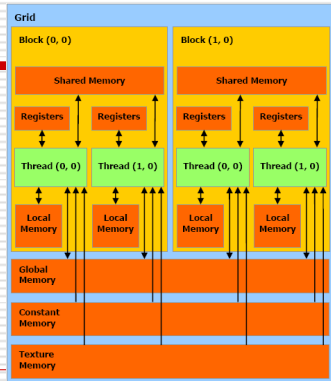 Grid
Block (0, 0)
Block (1, 0)
Shared Memory
Shared Memory
Registers
Registers
Registers
Registers
Thread (0, 0)
Thread (1, 0)
Thread (0, 0)
Thread (1, 0)
Local
Memory
Local
Memory
Local
Memory
Local
Memory
Global
Memory
Constant
Memory
Texture
Memory